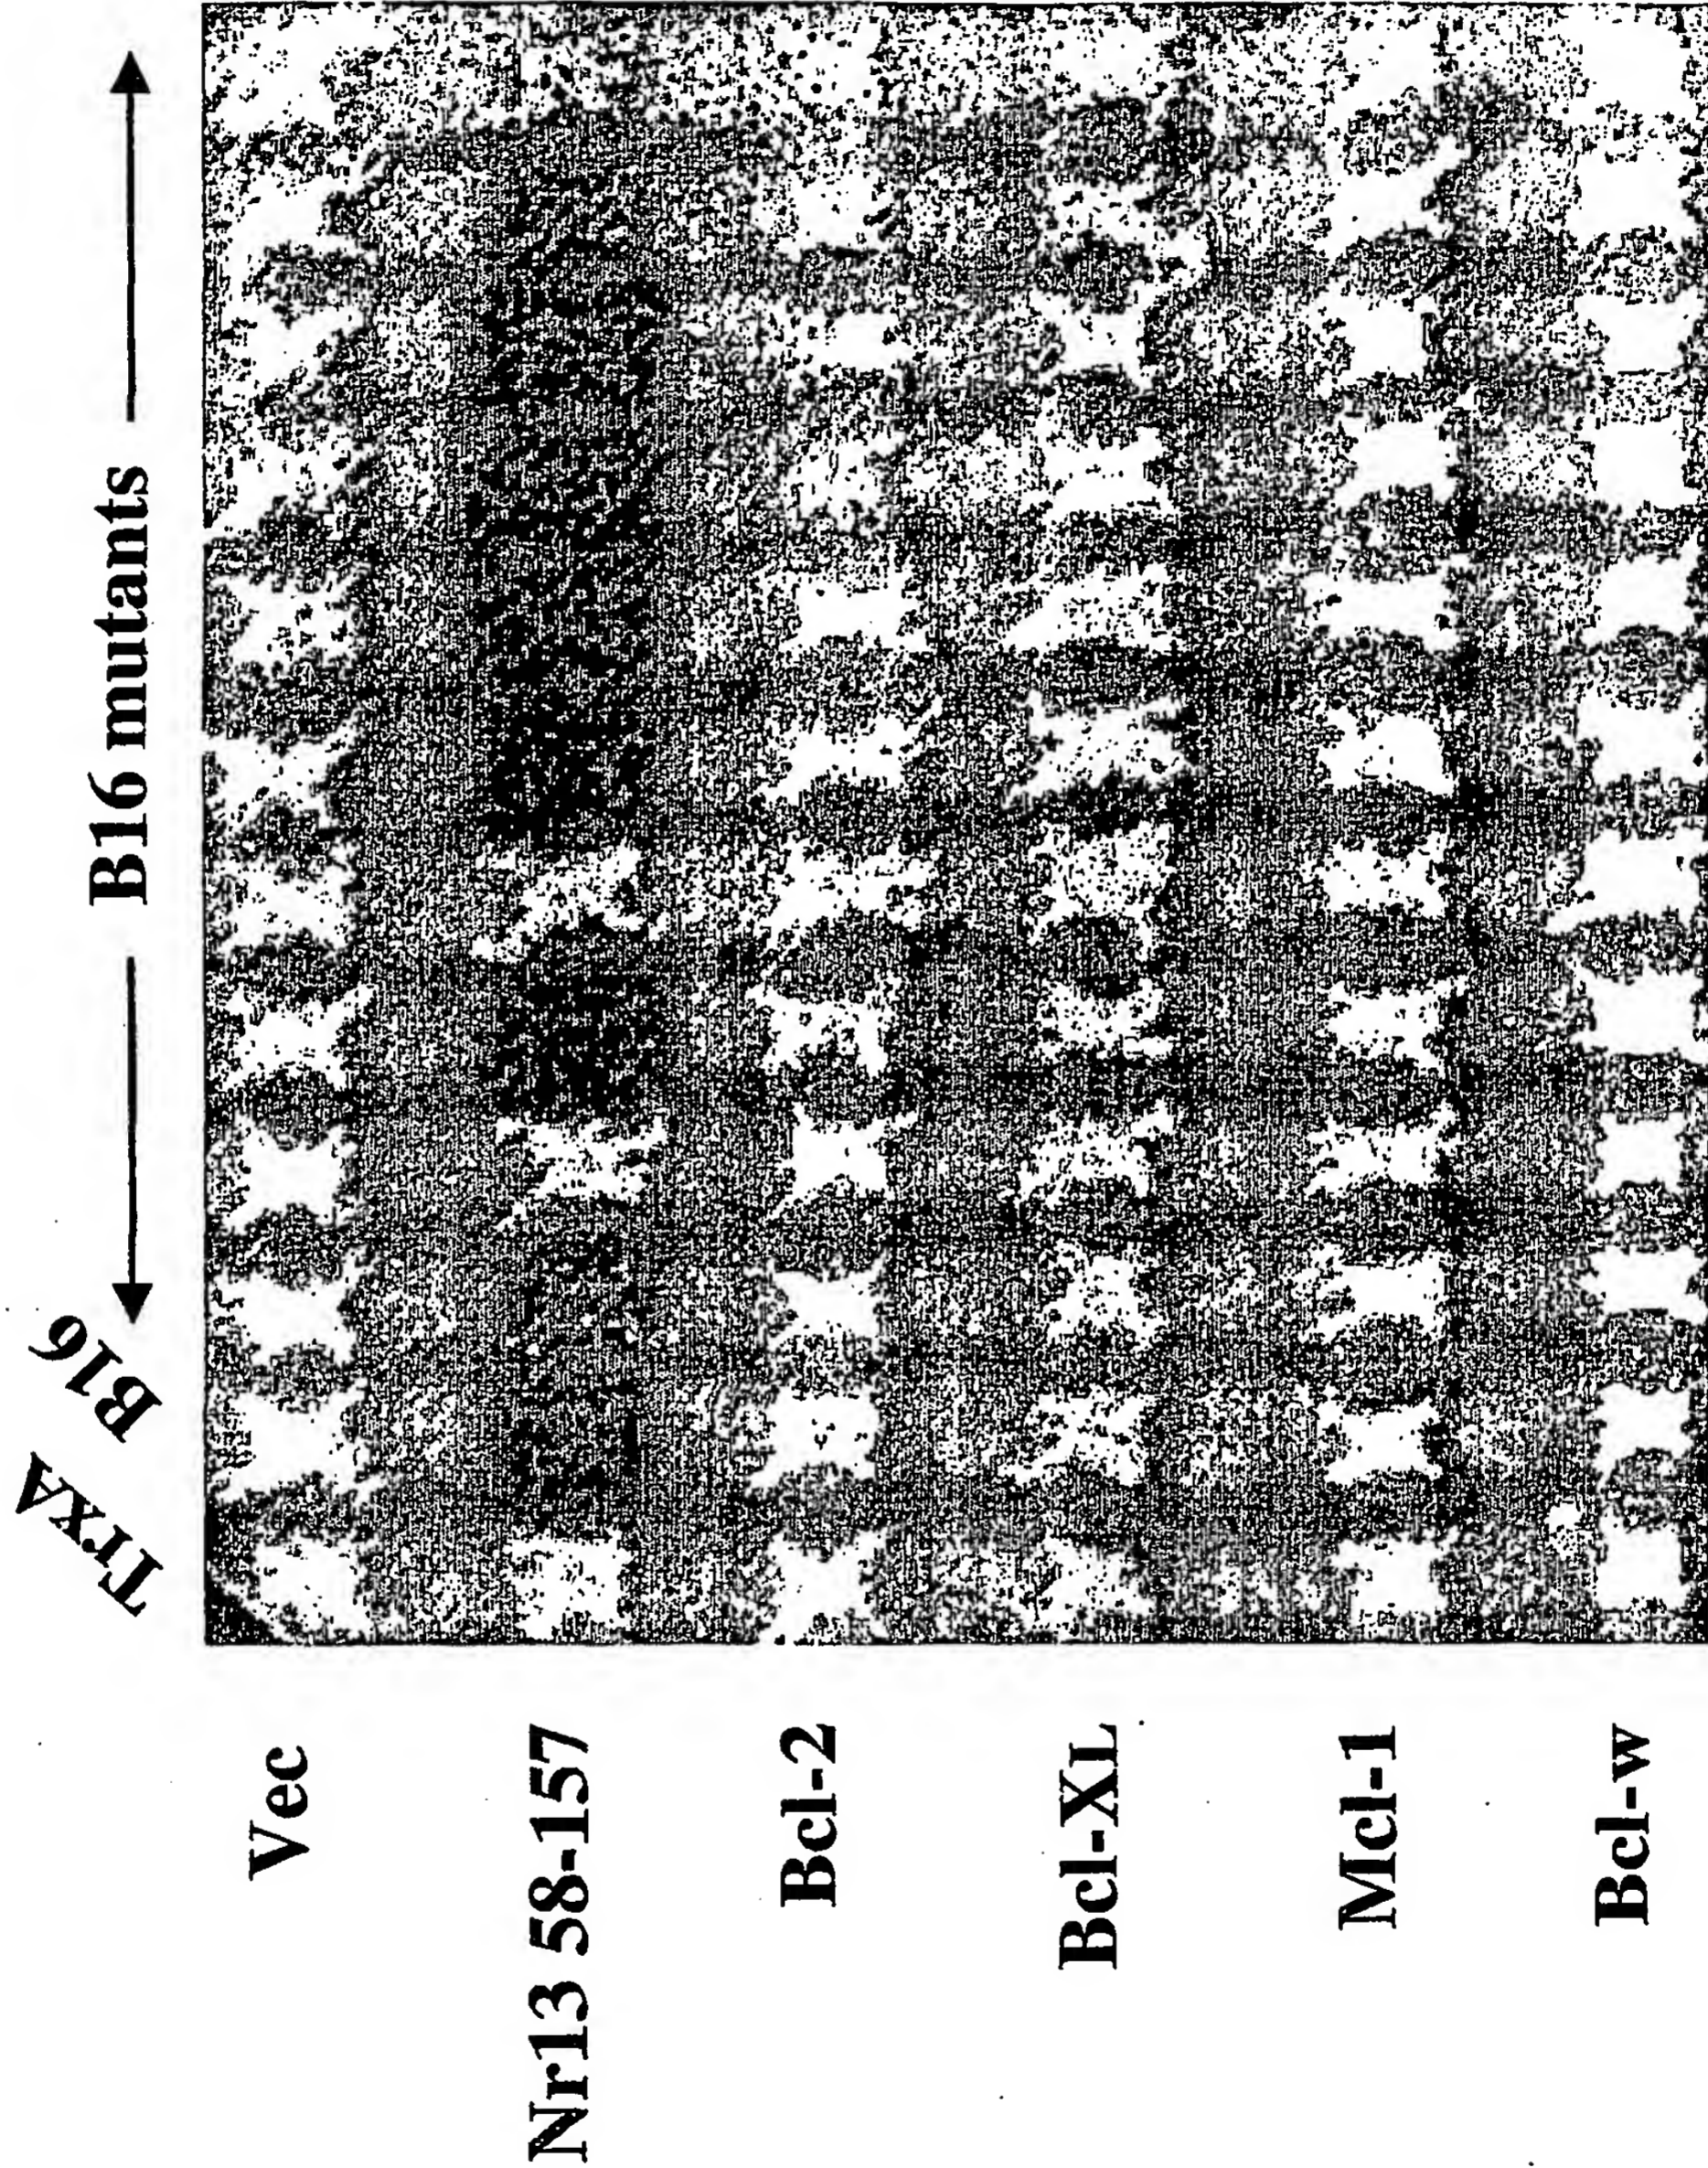 TrxA
B16
B16 mutants
Vec
Nr13 58-157
Bcl-2
Bcl-XL
Mcl-1
Bcl-w